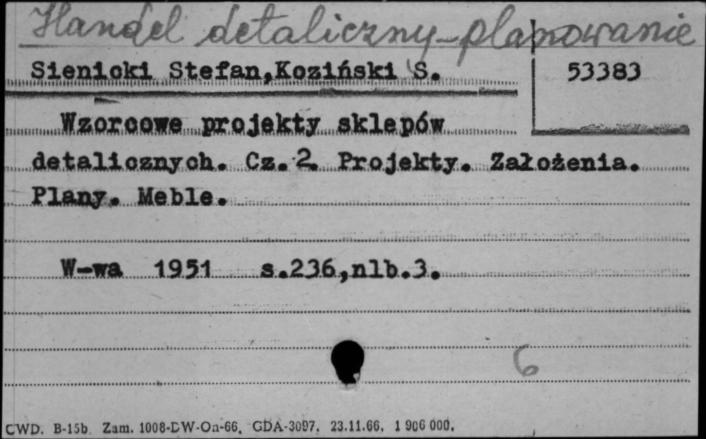 Handel detaliczny-planowanie
Sienicki Stefan,Koziński S. 53383
Wzorcowe projekty sklepów
detalicznych. Cz.2. Projekty. Założenia.
Plany. Meble.
W-wa 1951 s.236,nlb.3.
6
CWD. B-15b. Zam. 1008-DW-On-66. GDA-3097. 23.11.66. 1 906 000.